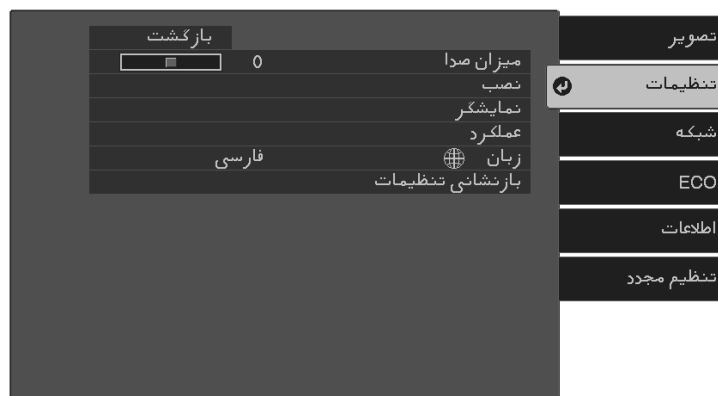 تصویر
تنظیمات
شبکه
ECO
اطلاعات
تنظیم مجدد
بازگشت
میزان صدا 0
نصب
نمایشگر
عملکرد
زبان فارسی
بازنشانی تنظیمات